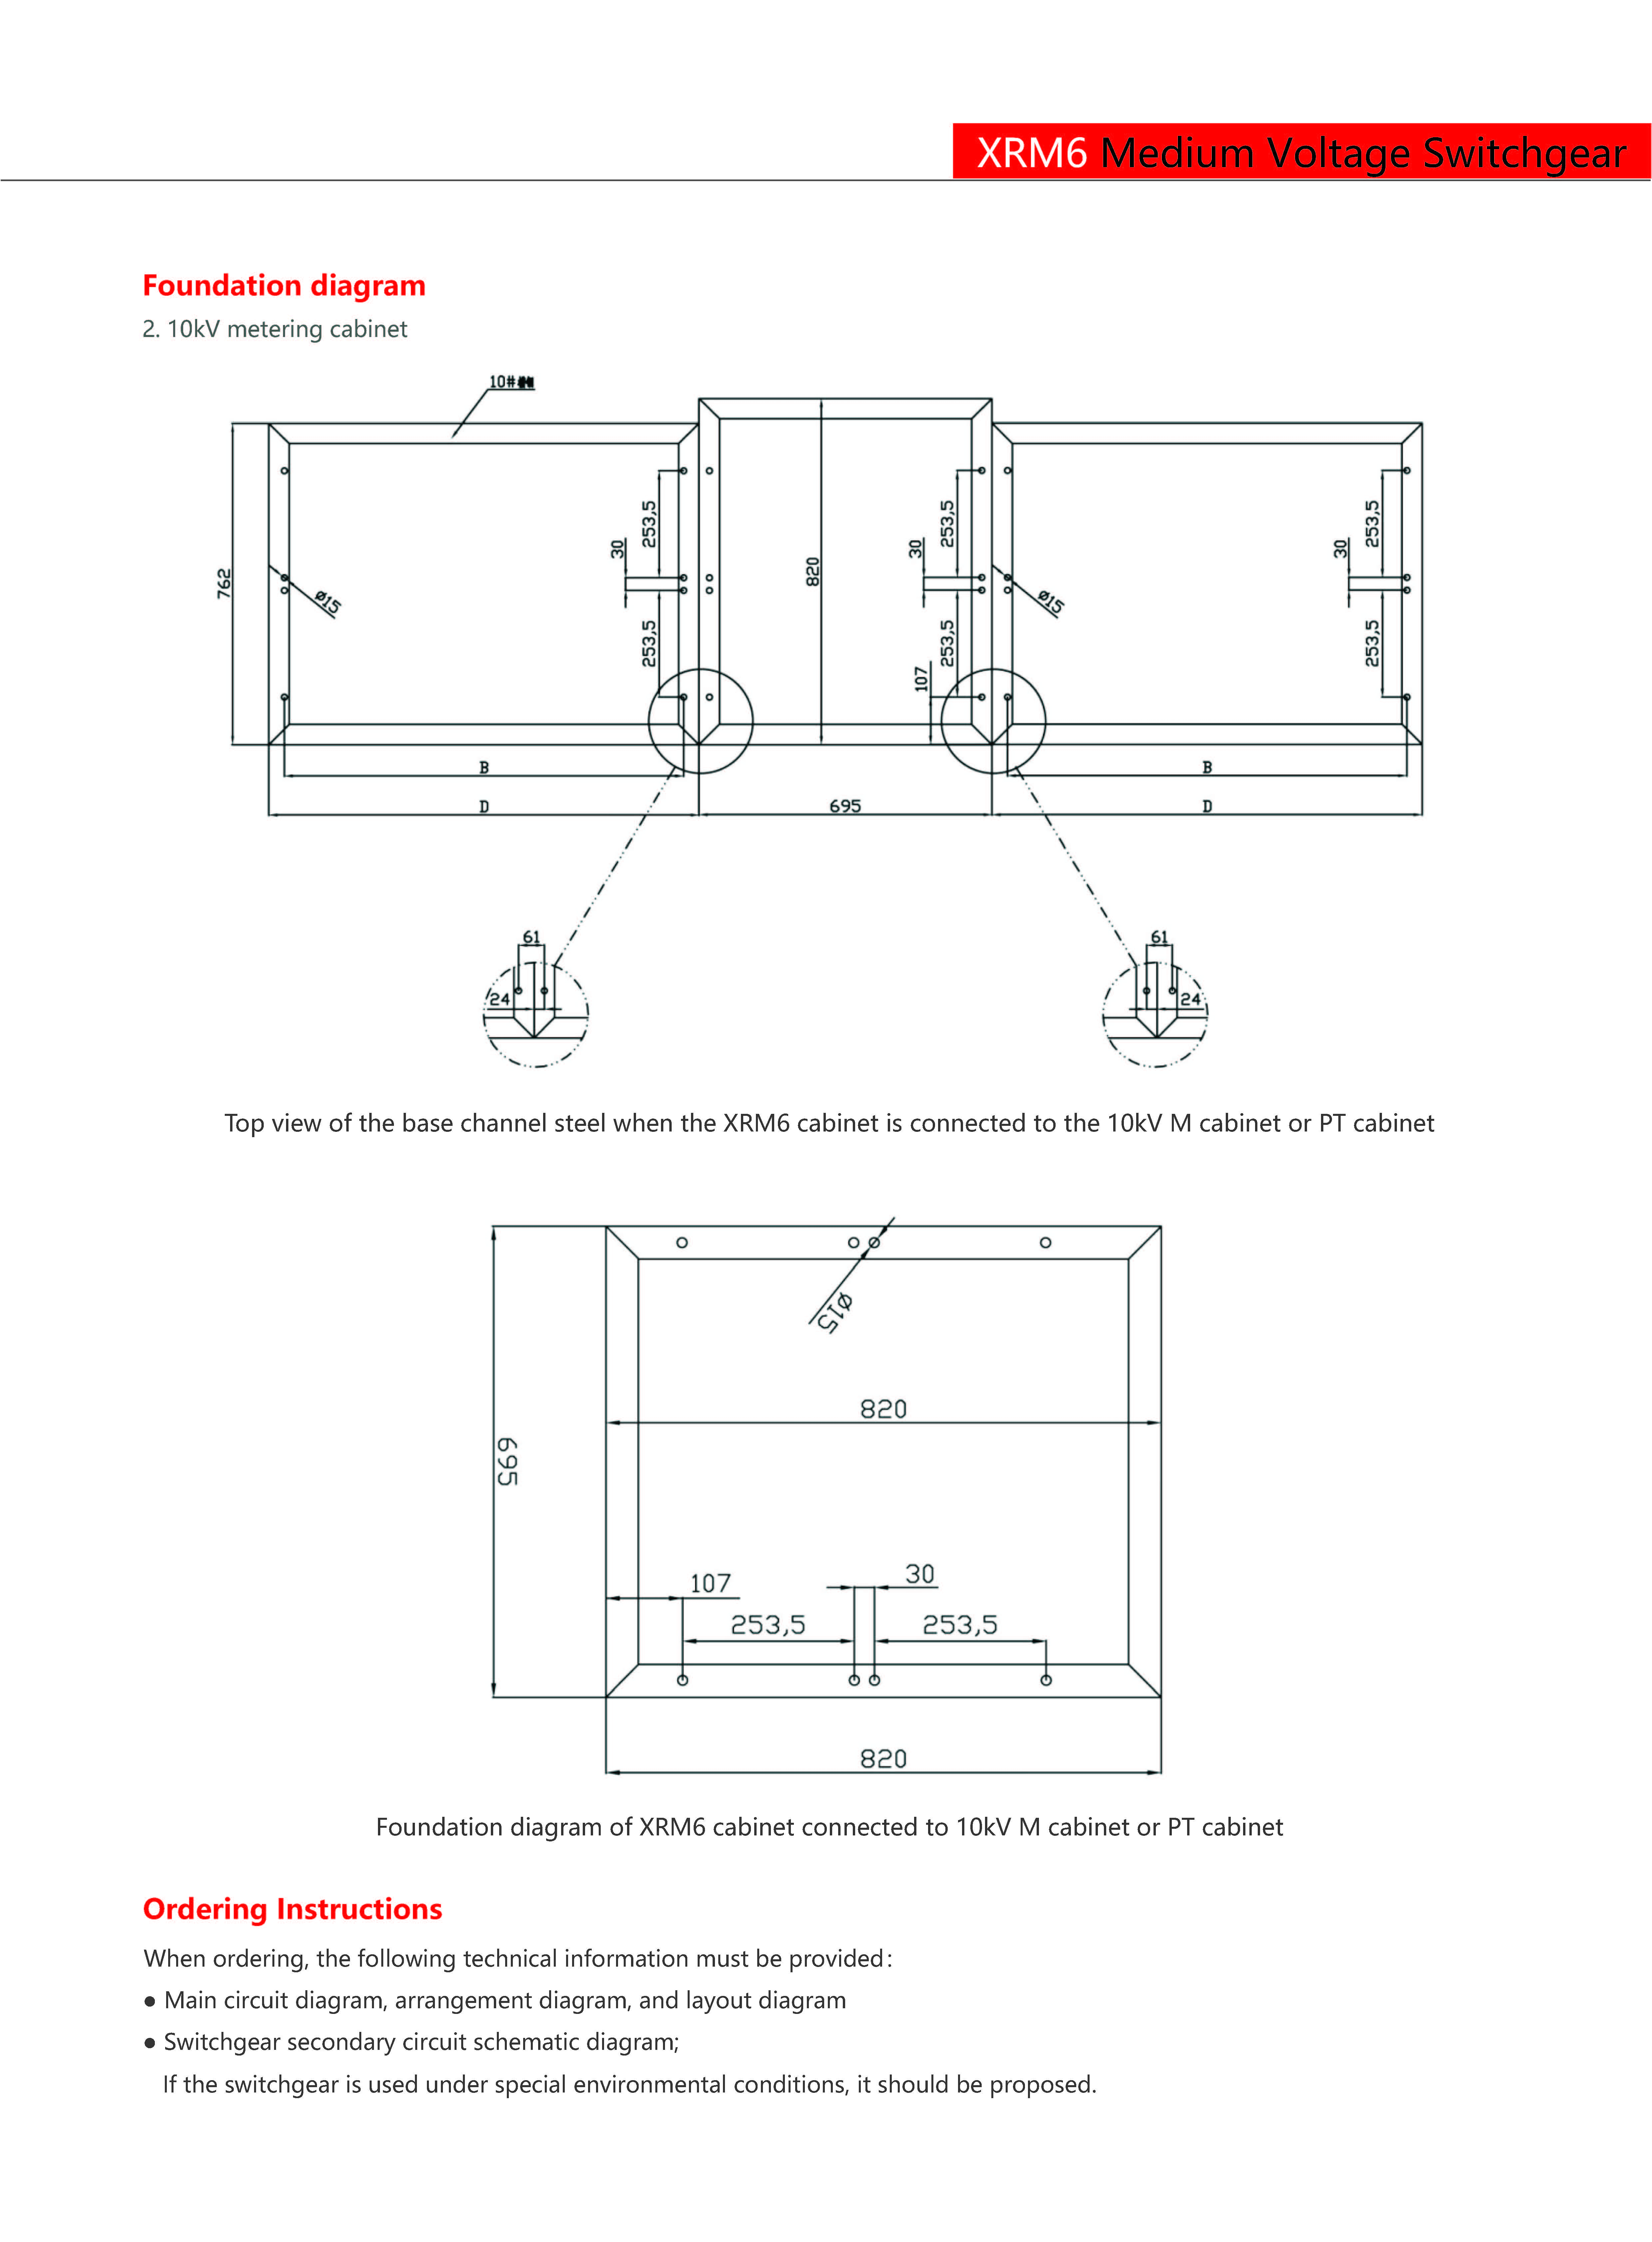 XRM6 Medium Voltage Switchgear
Foundation diagram
2. 10kV metering cabinet
10#
762
ø15
30
253,5
253,5
820
30
253,5
253,5
107
ø15
30
253,5
253,5
B
B
D
695
D
61
24
61
24
Top view of the base channel steel when the XRM6 cabinet is connected to the 10kV M cabinet or PT cabinet
ø15
820
695
107
30
253,5
253,5
820
Foundation diagram of XRM6 cabinet connected to 10kV M cabinet or PT cabinet
Ordering Instructions
When ordering, the following technical information must be provided:
● Main circuit diagram, arrangement diagram, and layout diagram
● Switchgear secondary circuit schematic diagram;
If the switchgear is used under special environmental conditions, it should be proposed.